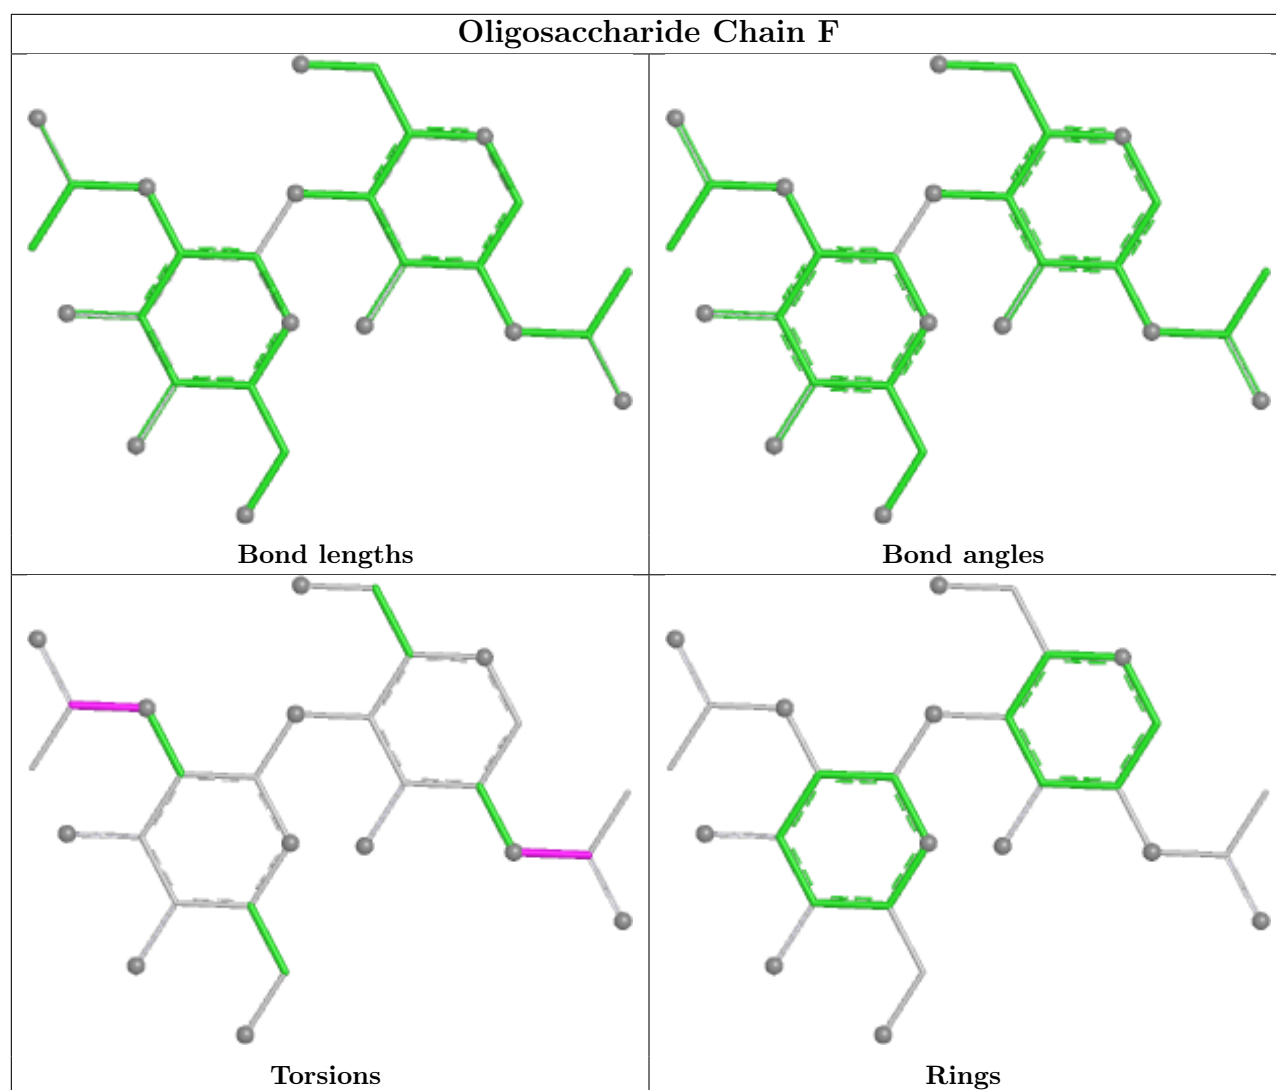 Oligosaccharide Chain F
Bond lengths
Bond angles
Torsions
Rings